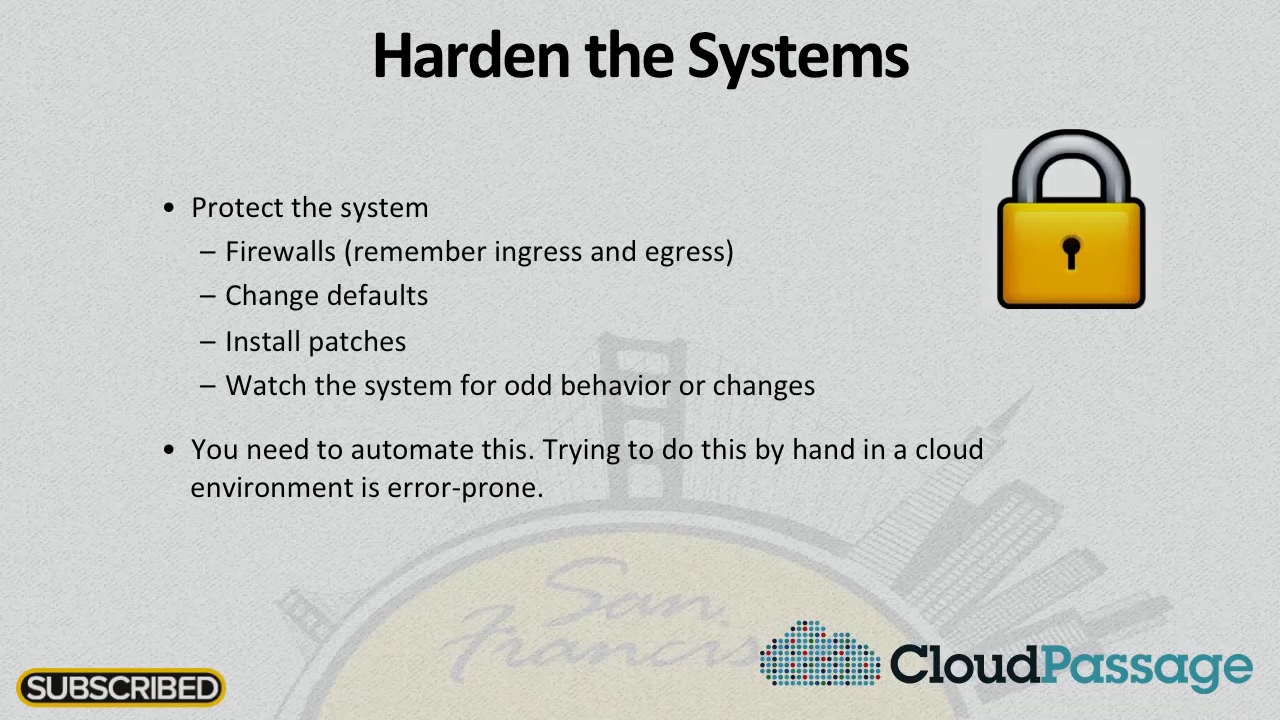 Harden the Systems
• Protect the system
– Firewalls (remember ingress and egress)
– Change defaults
– Install patches
– Watch the system for odd behavior or changes
• You need to automate this. Trying to do this by hand in a cloud
environment is error-prone.
San
Francis
CloudPassage
SUBSCRIBED